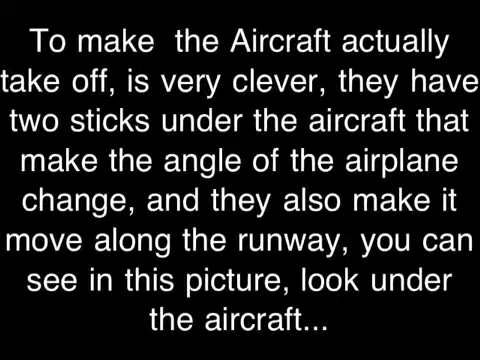 To make  the Aircraft actually
take off, is very clever, they have
two sticks under the aircraft that
make the angle of the airplane
change, and they also make it
move along the runway, you can
see in this picture, look under
the aircraft...